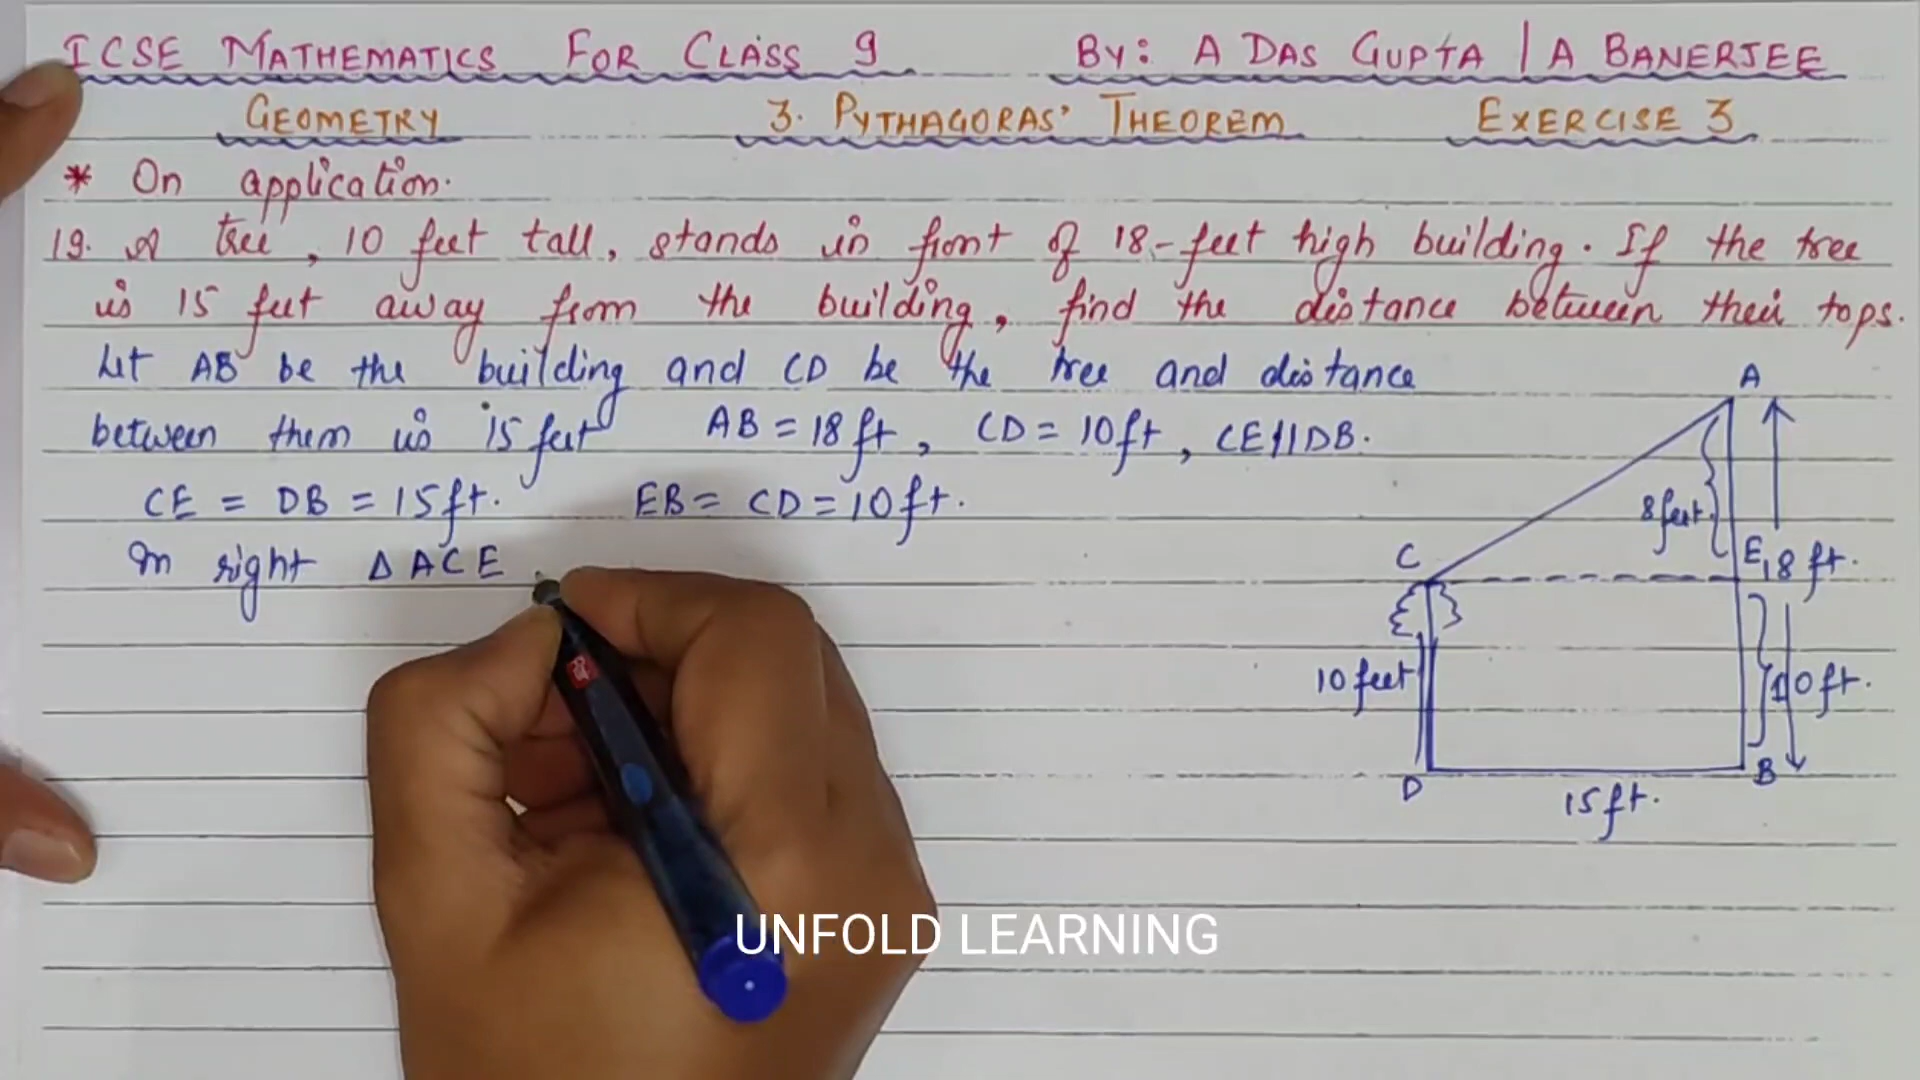 ICSE MATHEMATICS FOR CLASS 9 BY: A DAS GUPTA | A BANERJEE
GEOMETRY 3. PYTHAGORAS' THEOREM EXERCISE 3
* On application.
19. A tree, 10 feet tall, stands in front of 18-feet high building. If the tree
is 15 feet away from the building, find the distance between their tops.
Let AB be the building and CD be the tree and distance
between them is 15 feet AB = 18 ft, CD = 10 ft, CE || DB.
CE = DB = 15 ft. EB = CD = 10 ft.
In right Δ ACE
A
8 feet
C
E
18 ft.
10 feet
10 ft.
D
B
15 ft.
UNFOLD LEARNING